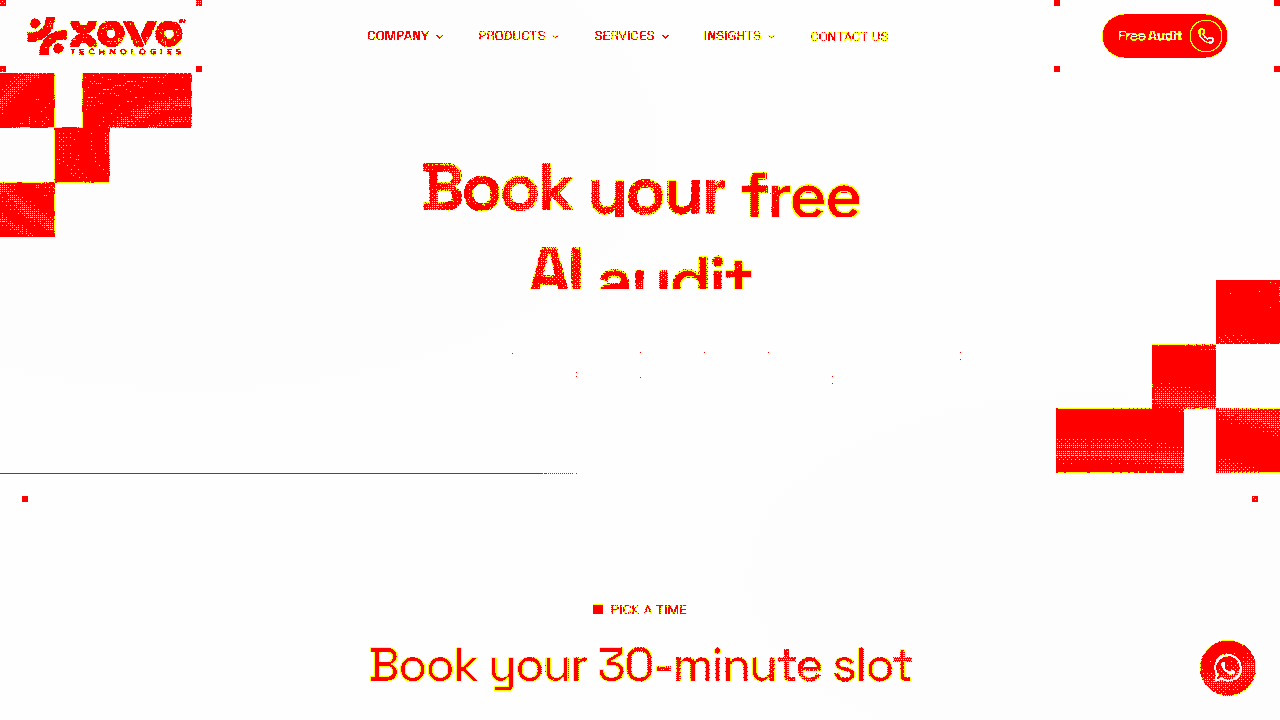 XOVO
TECHNOLOGIES
COMPANY
PRODUCTS
SERVICES
INSIGHTS
CONTACT US
Free Audit
Book your free
AI audit
PICK A TIME
Book your 30-minute slot